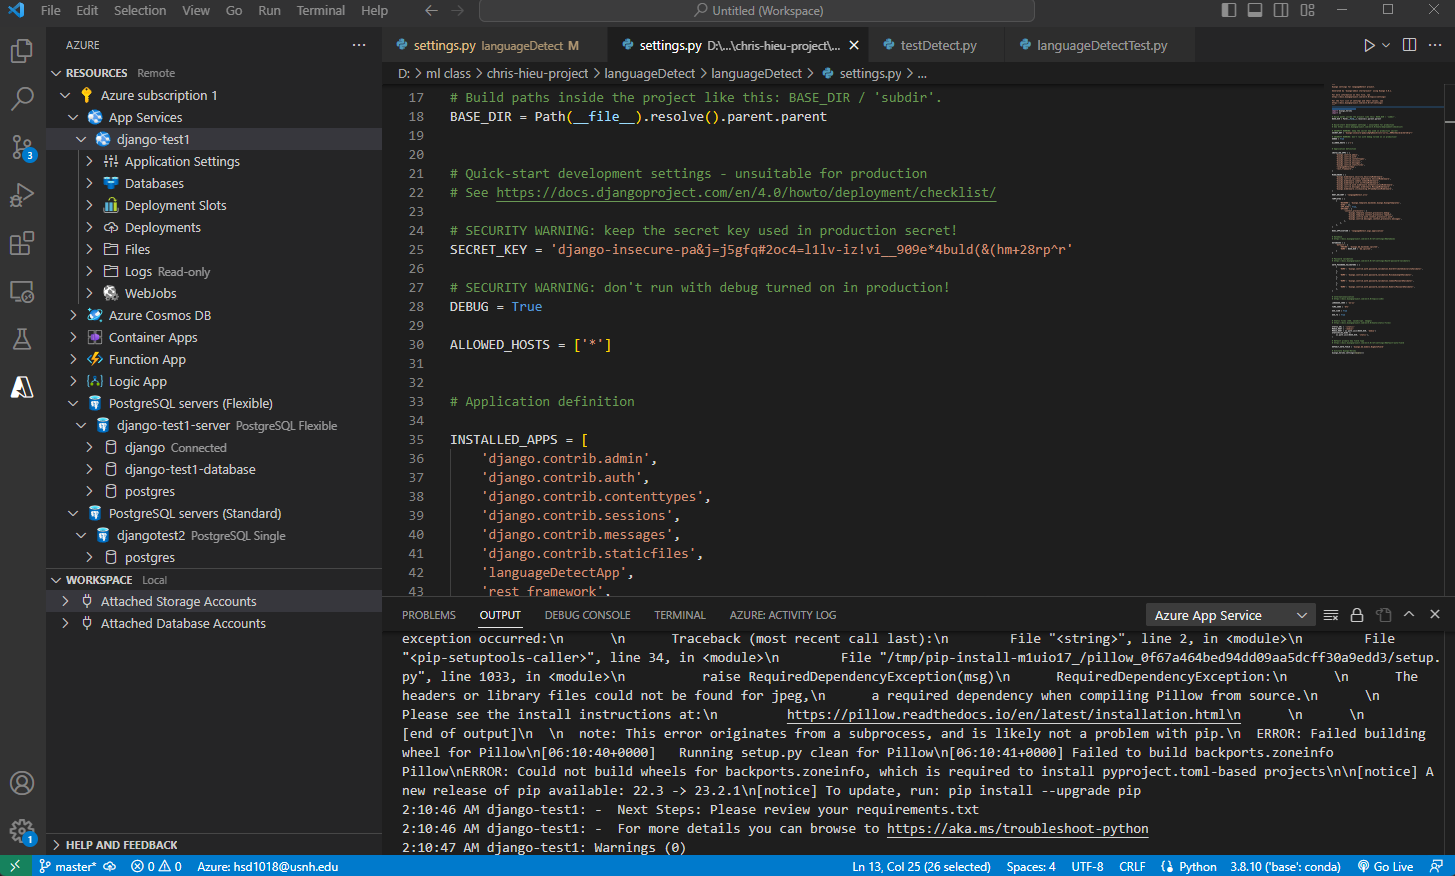 File Edit Selection View Go Run Terminal Help
Untitled (Workspace)
AZURE
RESOURCES Remote
Azure subscription 1
App Services
django-test1
Application Settings
Databases
Deployment Slots
Deployments
Files
Logs Read-only
WebJobs
Azure Cosmos DB
Container Apps
Function App
Logic App
PostgreSQL servers (Flexible)
django-test1-server PostgreSQL Flexible
django Connected
django-test1-database
postgres
PostgreSQL servers (Standard)
djangotest2 PostgreSQL Single
postgres
WORKSPACE Local
Attached Storage Accounts
Attached Database Accounts
HELP AND FEEDBACK
3
1
settings.py languageDetect M
settings.py D:\...\chris-hieu-project\...
testDetect.py
languageDetectTest.py
D: > ml class > chris-hieu-project > languageDetect > languageDetect > settings.py > ...
17 # Build paths inside the project like this: BASE_DIR / 'subdir'.
18 BASE_DIR = Path(__file__).resolve().parent.parent
19
20
21 # Quick-start development settings - unsuitable for production
22 # See https://docs.djangoproject.com/en/4.0/howto/deployment/checklist/
23
24 # SECURITY WARNING: keep the secret key used in production secret!
25 SECRET_KEY = 'django-insecure-pa&j=j5gfq#2oc4=l1lv-iz!vi__909e*4buld(&(hm+28rp^r'
26
27 # SECURITY WARNING: don't run with debug turned on in production!
28 DEBUG = True
29
30 ALLOWED_HOSTS = ['*']
31
32
33 # Application definition
34
35 INSTALLED_APPS = [
36 'django.contrib.admin',
37 'django.contrib.auth',
38 'django.contrib.contenttypes',
39 'django.contrib.sessions',
40 'django.contrib.messages',
41 'django.contrib.staticfiles',
42 'languageDetectApp',
43 'rest_framework',
PROBLEMS OUTPUT DEBUG CONSOLE TERMINAL AZURE: ACTIVITY LOG
Azure App Service
exception occurred:\n \n Traceback (most recent call last):\n File "<string>", line 2, in <module>\n File
"<pip-setuptools-caller>", line 34, in <module>\n File "/tmp/pip-install-m1uio17_/pillow_0f67a464bed94dd09aa5dcff30a9edd3/setup.
py", line 1033, in <module>\n raise RequiredDependencyException(msg)\n RequiredDependencyException:\n \n The
headers or library files could not be found for jpeg,\n a required dependency when compiling Pillow from source.\n \n
Please see the install instructions at:\n https://pillow.readthedocs.io/en/latest/installation.html\n \n \n
[end of output]\n \n note: This error originates from a subprocess, and is likely not a problem with pip.\n ERROR: Failed building
wheel for Pillow\n[06:10:40+0000] Running setup.py clean for Pillow\n[06:10:41+0000] Failed to build backports.zoneinfo
Pillow\nERROR: Could not build wheels for backports.zoneinfo, which is required to install pyproject.toml-based projects\n\n[notice] A
new release of pip available: 22.3 -> 23.2.1\n[notice] To update, run: pip install --upgrade pip
2:10:46 AM django-test1: - Next Steps: Please review your requirements.txt
2:10:46 AM django-test1: - For more details you can browse to https://aka.ms/troubleshoot-python
2:10:47 AM django-test1: Warnings (0)
master* 0 0 Azure: hsd1018@usnh.edu Ln 13, Col 25 (26 selected) Spaces: 4 UTF-8 CRLF Python 3.8.10 ('base': conda) Go Live